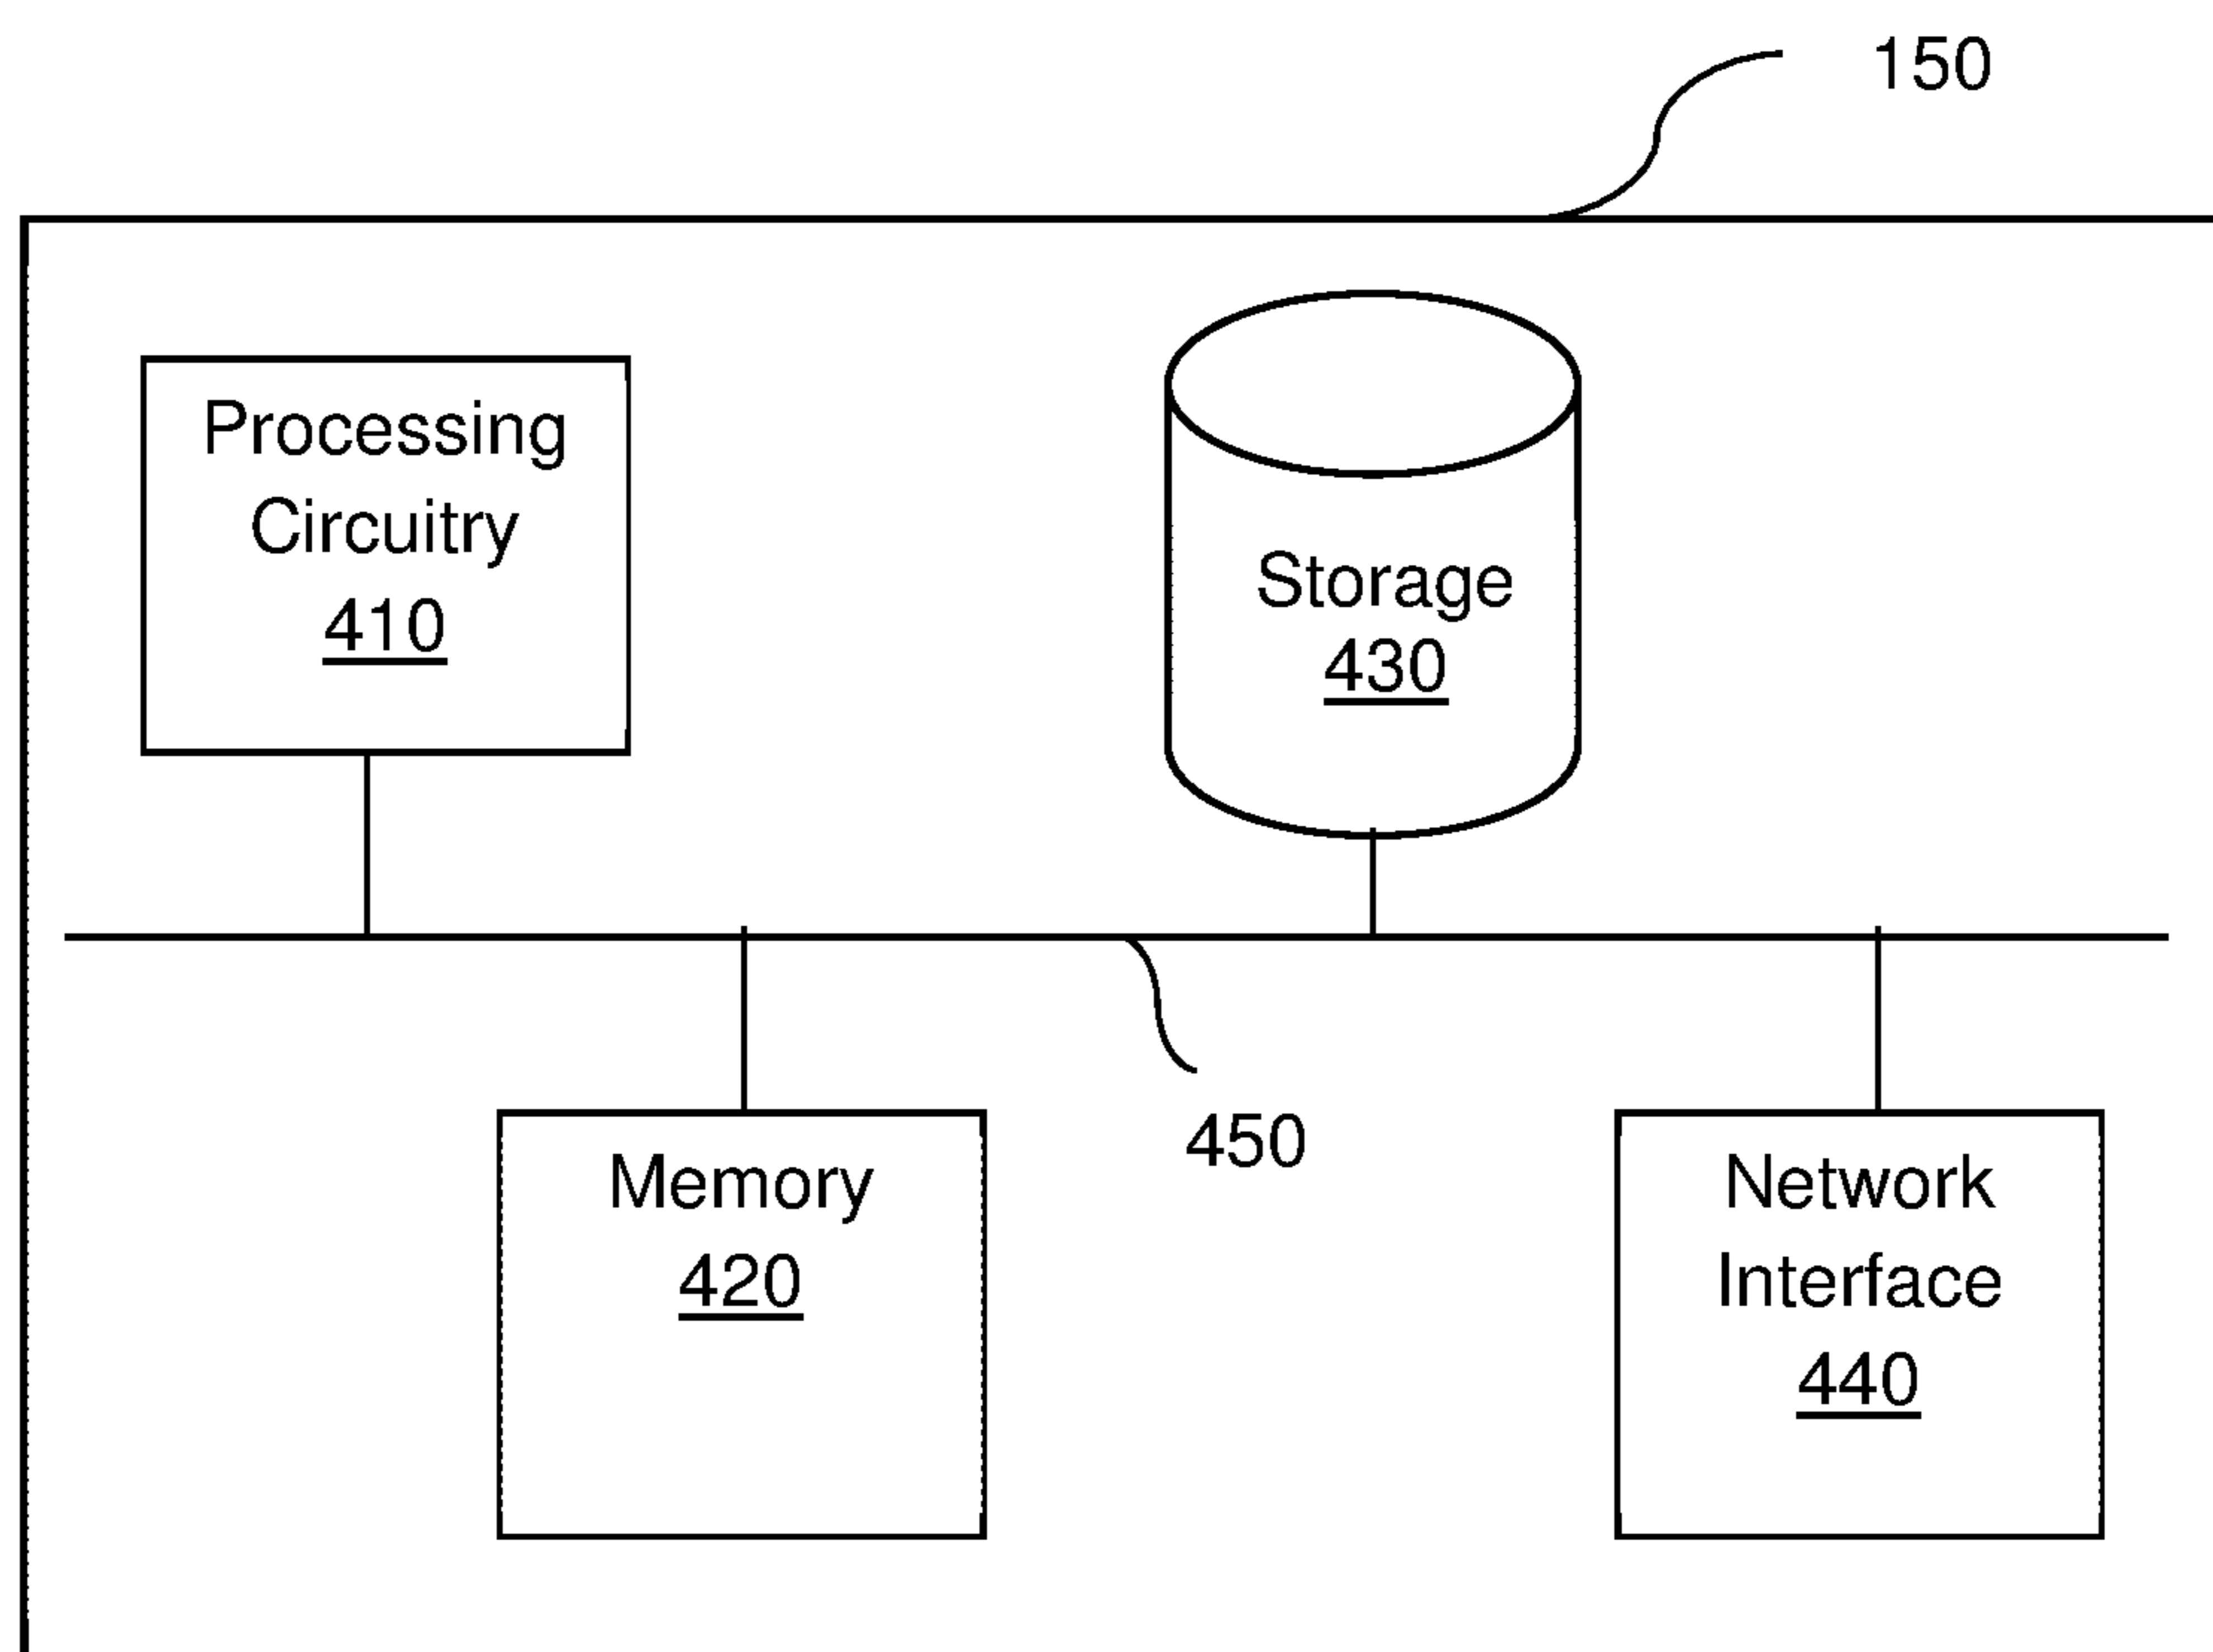 150
Processing
Circuitry
410
Storage
430
450
Memory
420
Network
Interface
440